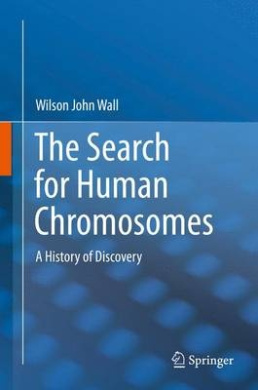 Wilson John Wall
The Search
for Human
Chromosomes
A History of Discovery
Springer